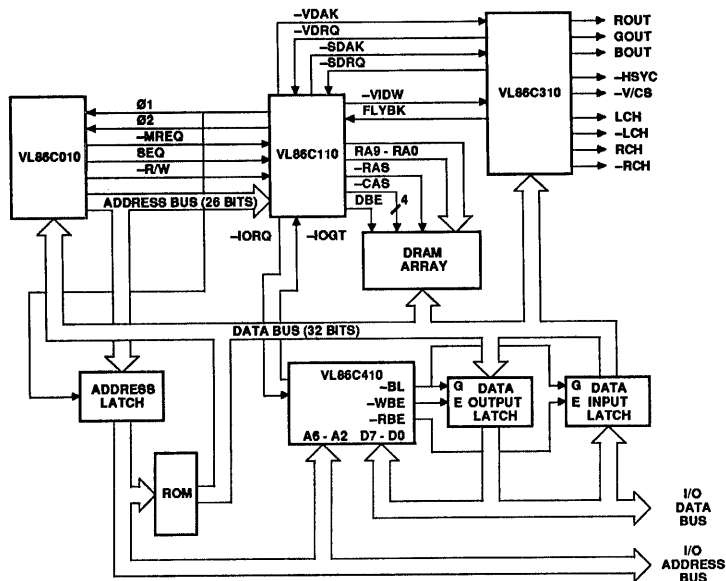 –VDAK
–VDRQ
–SDAK
–SDRQ
VL86C310
ROUT
GOUT
BOUT
–HSYC
–V/CS
LCH
–LCH
RCH
–RCH
VL86C010
Ø1
Ø2
–MREQ
SEQ
–R/W
ADDRESS BUS (26 BITS)
VL86C110
–VIDW
FLYBK
RA9 - RA0
–RAS
–CAS
DBE
4
–IORQ
–IOGT
DRAM
ARRAY
DATA BUS (32 BITS)
ADDRESS
LATCH
VL86C410
–BL
–WBE
–RBE
A6 - A2 D7 - D0
G DATA
E OUTPUT
LATCH
G DATA
E INPUT
LATCH
ROM
I/O
DATA
BUS
I/O
ADDRESS
BUS